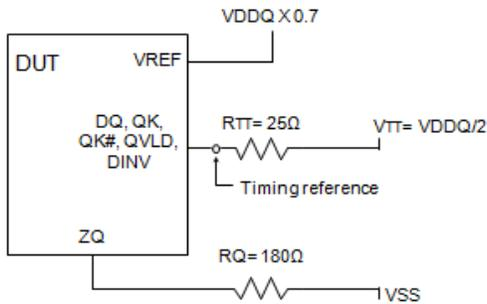 VDDQ X 0.7
DUT
VREF
DQ, QK,
QK#, QVLD,
DINV
RTT= 25Ω
VTT= VDDQ/2
Timing reference
ZQ
RQ= 180Ω
VSS